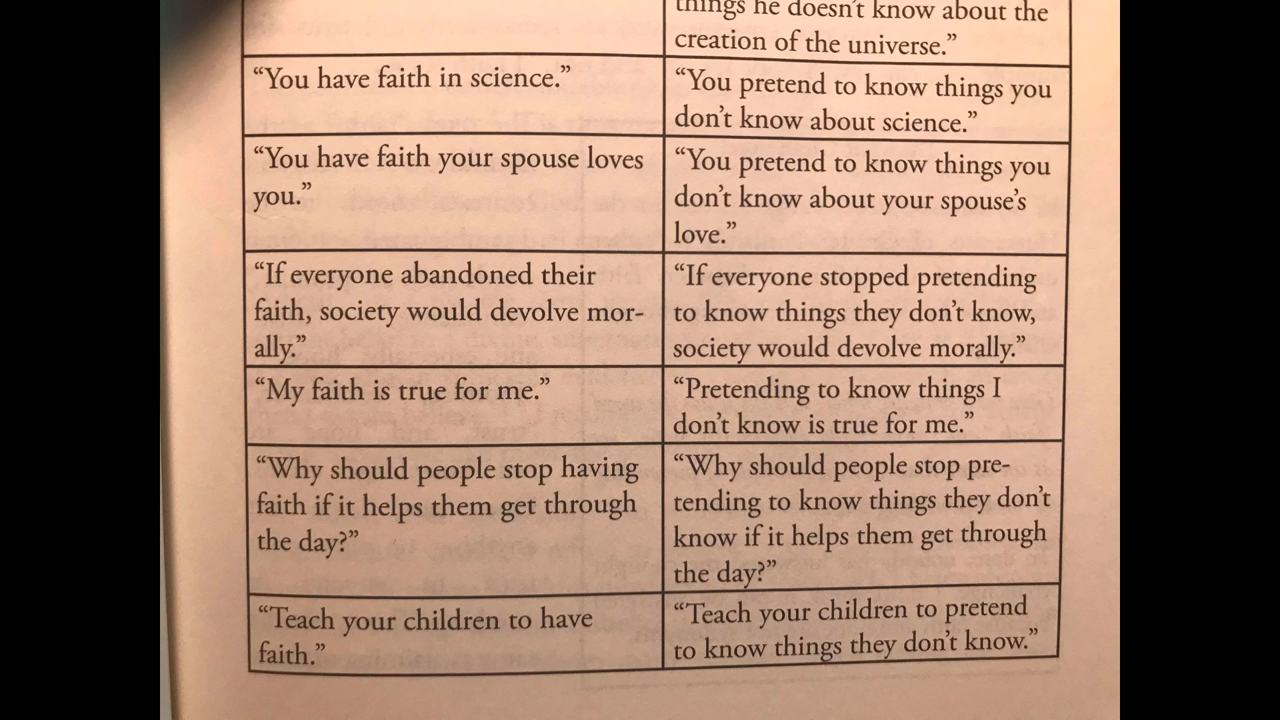 things he doesn't know about the
creation of the universe.”
“You have faith in science.”
“You pretend to know things you
don't know about science.”
“You have faith your spouse loves
you.”
“You pretend to know things you
don't know about your spouse's
love.”
“If everyone abandoned their
faith, society would devolve mor-
ally.”
“If everyone stopped pretending
to know things they don't know,
society would devolve morally.”
“My faith is true for me.”
“Pretending to know things I
don't know is true for me.”
“Why should people stop having
faith if it helps them get through
the day?”
“Why should people stop pre-
tending to know things they don't
know if it helps them get through
the day?”
“Teach your children to have
faith.”
“Teach your children to pretend
to know things they don't know.”